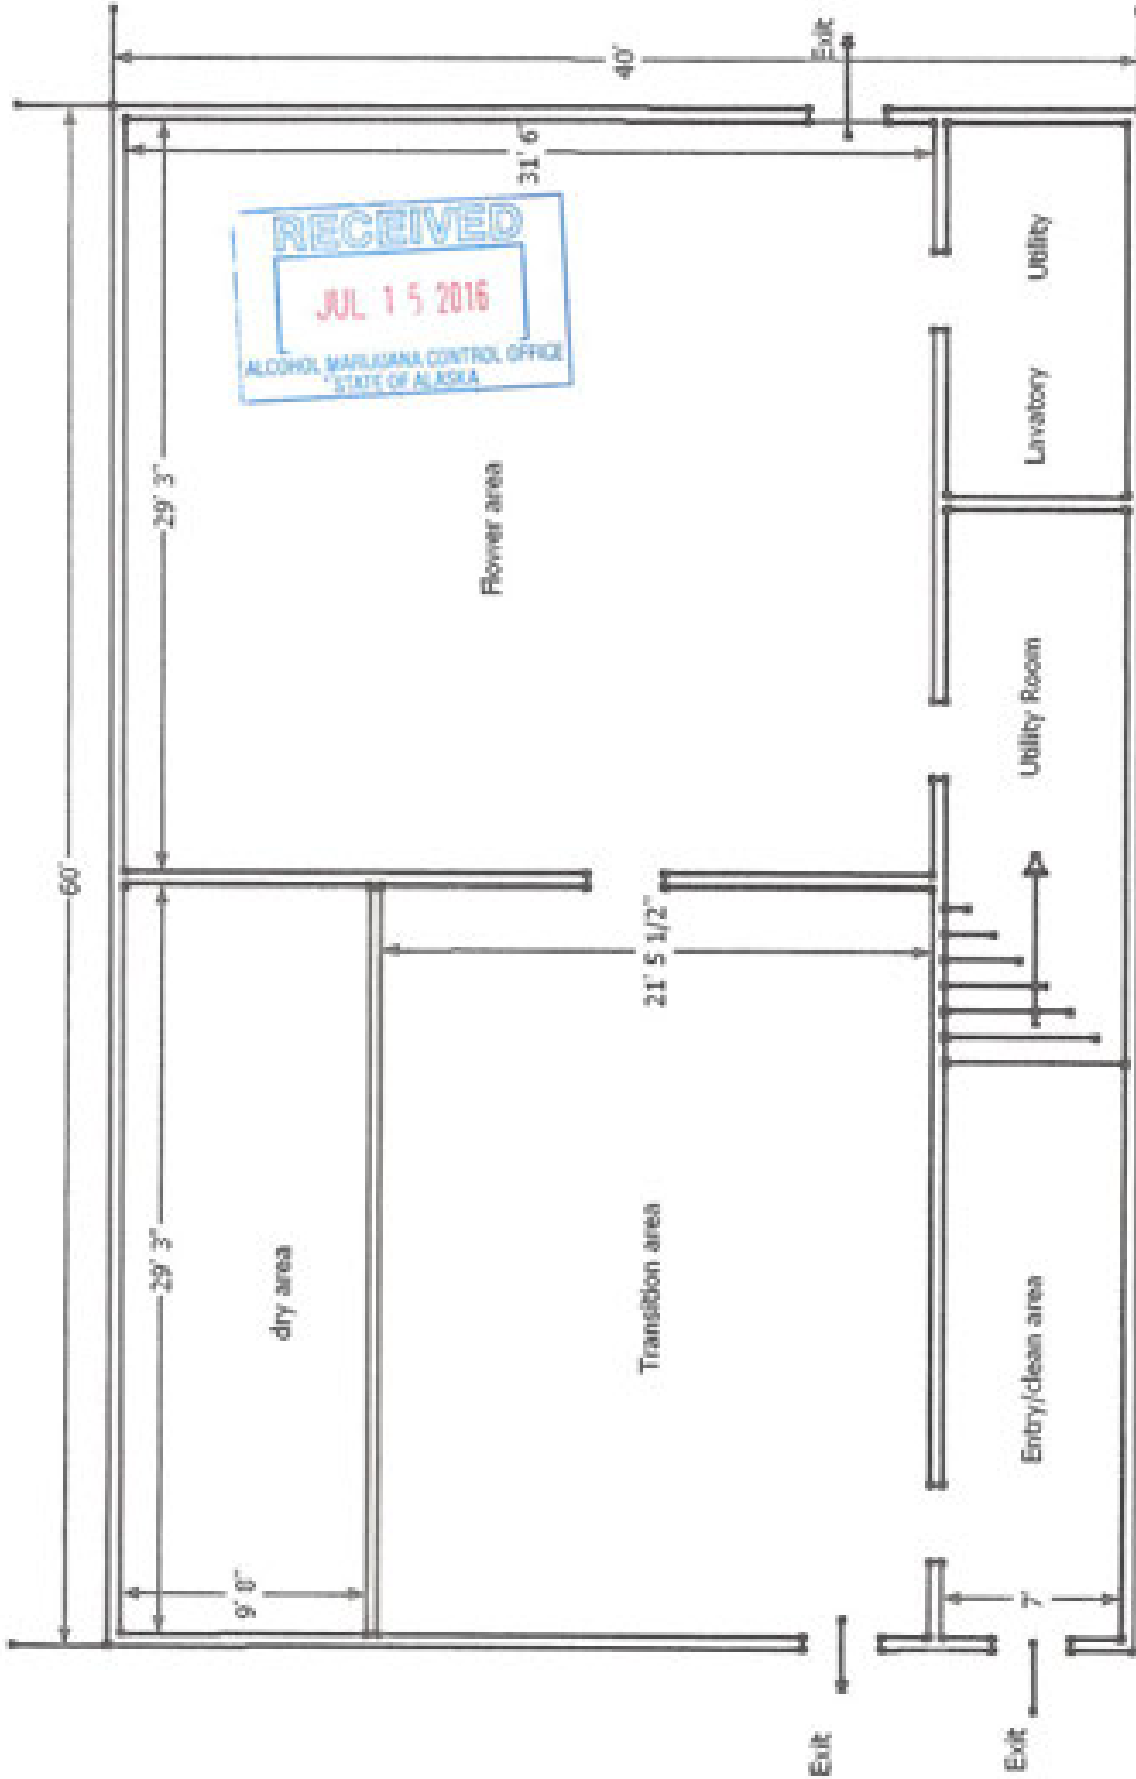 60'
40'
Exit
29' 3"
31' 6"
RECEIVED
JUL 15 2016
ALCOHOL MARIJUANA CONTROL OFFICE
STATE OF ALASKA
Flower area
29' 3"
dry area
9' 0"
21' 5 1/2"
Transition area
Utility
Lavatory
Utility Room
Entry/clean area
7'
Exit
Exit